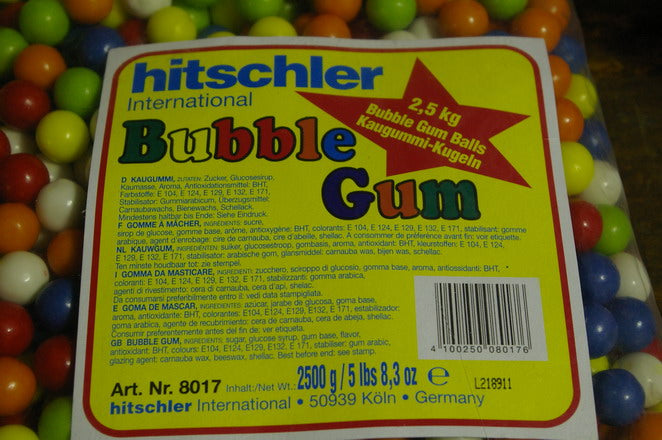 hitschler
International
Bubble
Gum
2,5 kg
Bubble Gum Balls
Kaugummi-Kugeln
D KAUGUMMI, ZUTATEN: Zucker, Glucosesirup,
Kaumasse, Aroma, Antioxidationsmittel: BHT,
Farbstoffe: E 104, E 124, E 129, E 132, E 171,
Stabilisator: Gummiarabicum, Überzugsmittel:
Carnaubawachs, Bienenwachs, Schellack.
Mindestens haltbar bis Ende: Siehe Eindruck.
F GOMME A MÂCHER, INGRÉDIENTS: sucre,
sirop de glucose, gomme base, arôme, antioxygène: BHT, colorants: E 104, E 124, E 129, E 132, E 171, stabilisant: gomme
arabique, agent d'enrobage: cire de carnauba, cire d'abeille, shellac. A consommer de préférence avant fin: voir etiquette.
NL KAUWGUM, INGREDIENTEN: suiker, glucosestroop, gombasis, aroma, antioxidant: BHT, kleurstoffen: E 104, E 124,
E 129, E 132, E 171, stabilisator: arabische gom, glansmiddel: carnauba wax, bijen wax, schellac.
Ten minste houdbaar tot: zie stempel.
I GOMMA DA MASTICARE, INGREDIENTI: zucchero, sciroppo di glucosio, gomma base, aroma, antiossidanti: BHT,
coloranti: E 104, E 124, E 129, E 132, E 171, stabilizzanti: gomma arabica,
agenti di rivestimento: cera di carnauba, cera d'api, shellac.
Da consumarsi preferibilmente entro il: vedi data stampigliata.
E GOMA DE MASCAR, INGREDIENTES: azúcar, jarabe de glucosa, goma base,
aroma, antioxidante: BHT, colorantes: E104, E 124, E129, E132, E 171, estabilizador:
goma arabica, agente de recubrimiento: cera de carnauba, cera de abeja, shellac.
Consumir preferentemente antes del fin de: ver etiqueta.
GB BUBBLE GUM, INGREDIENTS: sugar, glucose syrup, gum base, flavor,
antioxidant: BHT, colours: E104, E124, E129, E132, E 171, stabiliser: gum arabic,
glazing agent: carnauba wax, beeswax, shellac. Best before end: see stamp.
4 100250 080176
Art. Nr. 8017 Inhalt/Net Wt.: 2500 g / 5 lbs 8,3 oz ℮
L218911
hitschler International • 50939 Köln • Germany